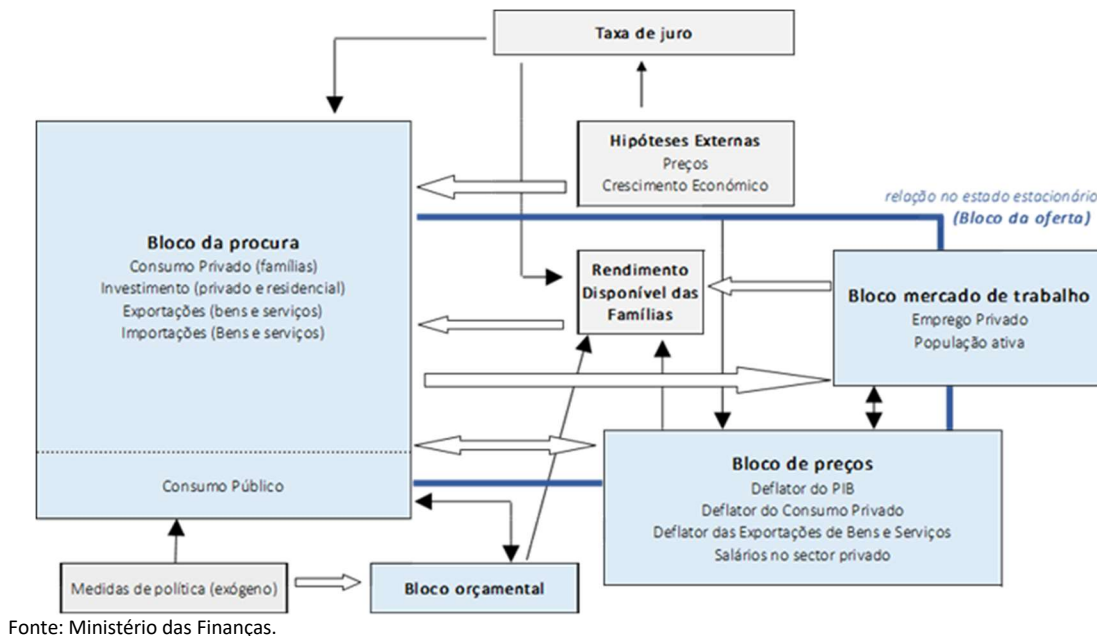 Taxa de juro
Hipóteses Externas
Preços
Crescimento Económico
relação no estado estacionário
(Bloco da oferta)
Bloco da procura
Consumo Privado (famílias)
Investimento (privado e residencial)
Exportações (bens e serviços)
Importações (Bens e serviços)
Rendimento
Disponível das
Famílias
Bloco mercado de trabalho
Emprego Privado
População ativa
Consumo Público
Bloco de preços
Deflator do PIB
Deflator do Consumo Privado
Deflator das Exportações de Bens e Serviços
Salários no sector privado
Medidas de política (exógeno)
Bloco orçamental
Fonte: Ministério das Finanças.